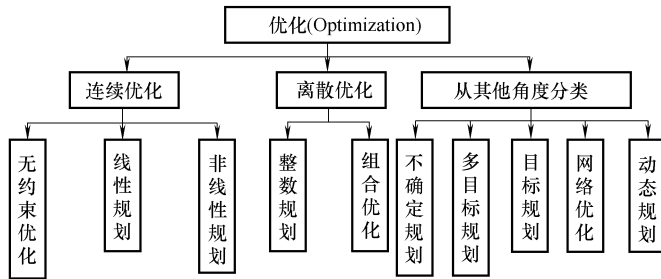 优化(Optimization)
连续优化
离散优化
从其他角度分类
无约束优化
线性规划
非线性规划
整数规划
组合优化
不确定规划
多目标规划
目标规划
网络优化
动态规划